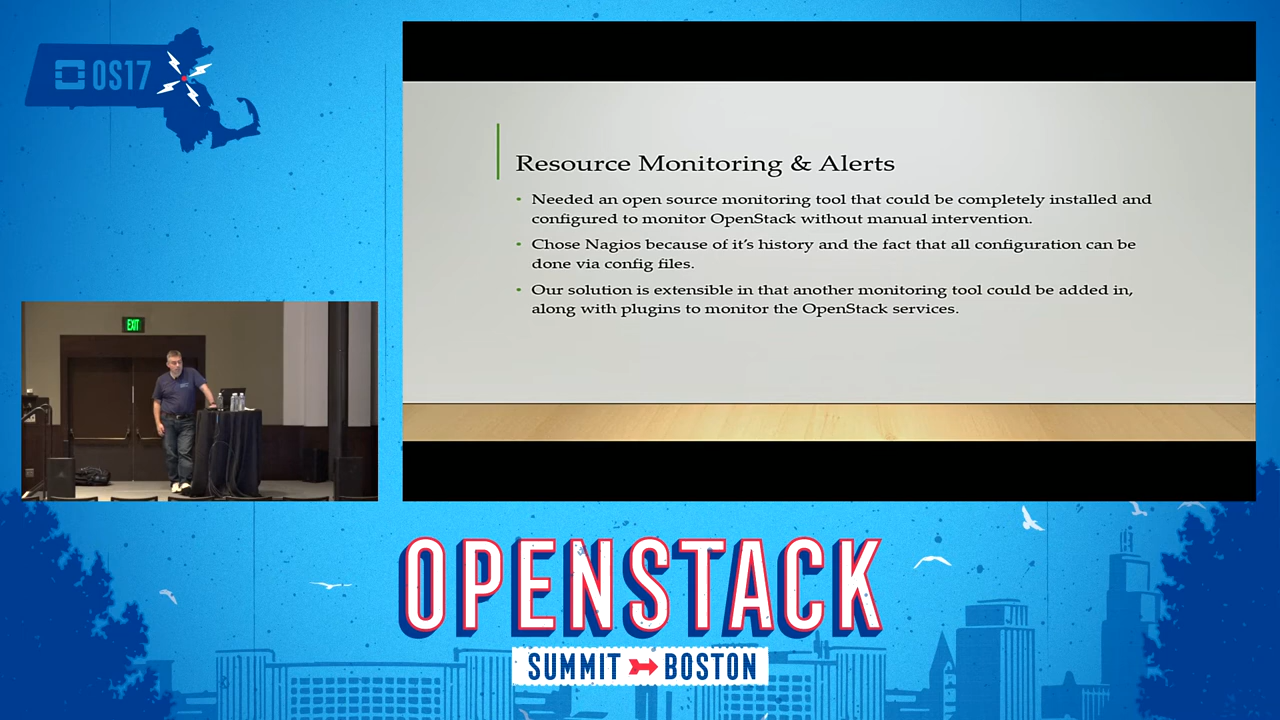 OS17
Resource Monitoring & Alerts
• Needed an open source monitoring tool that could be completely installed and
configured to monitor OpenStack without manual intervention.
• Chose Nagios because of it's history and the fact that all configuration can be
done via config files.
• Our solution is extensible in that another monitoring tool could be added in,
along with plugins to monitor the OpenStack services.
EXIT
OPENSTACK
SUMMIT BOSTON